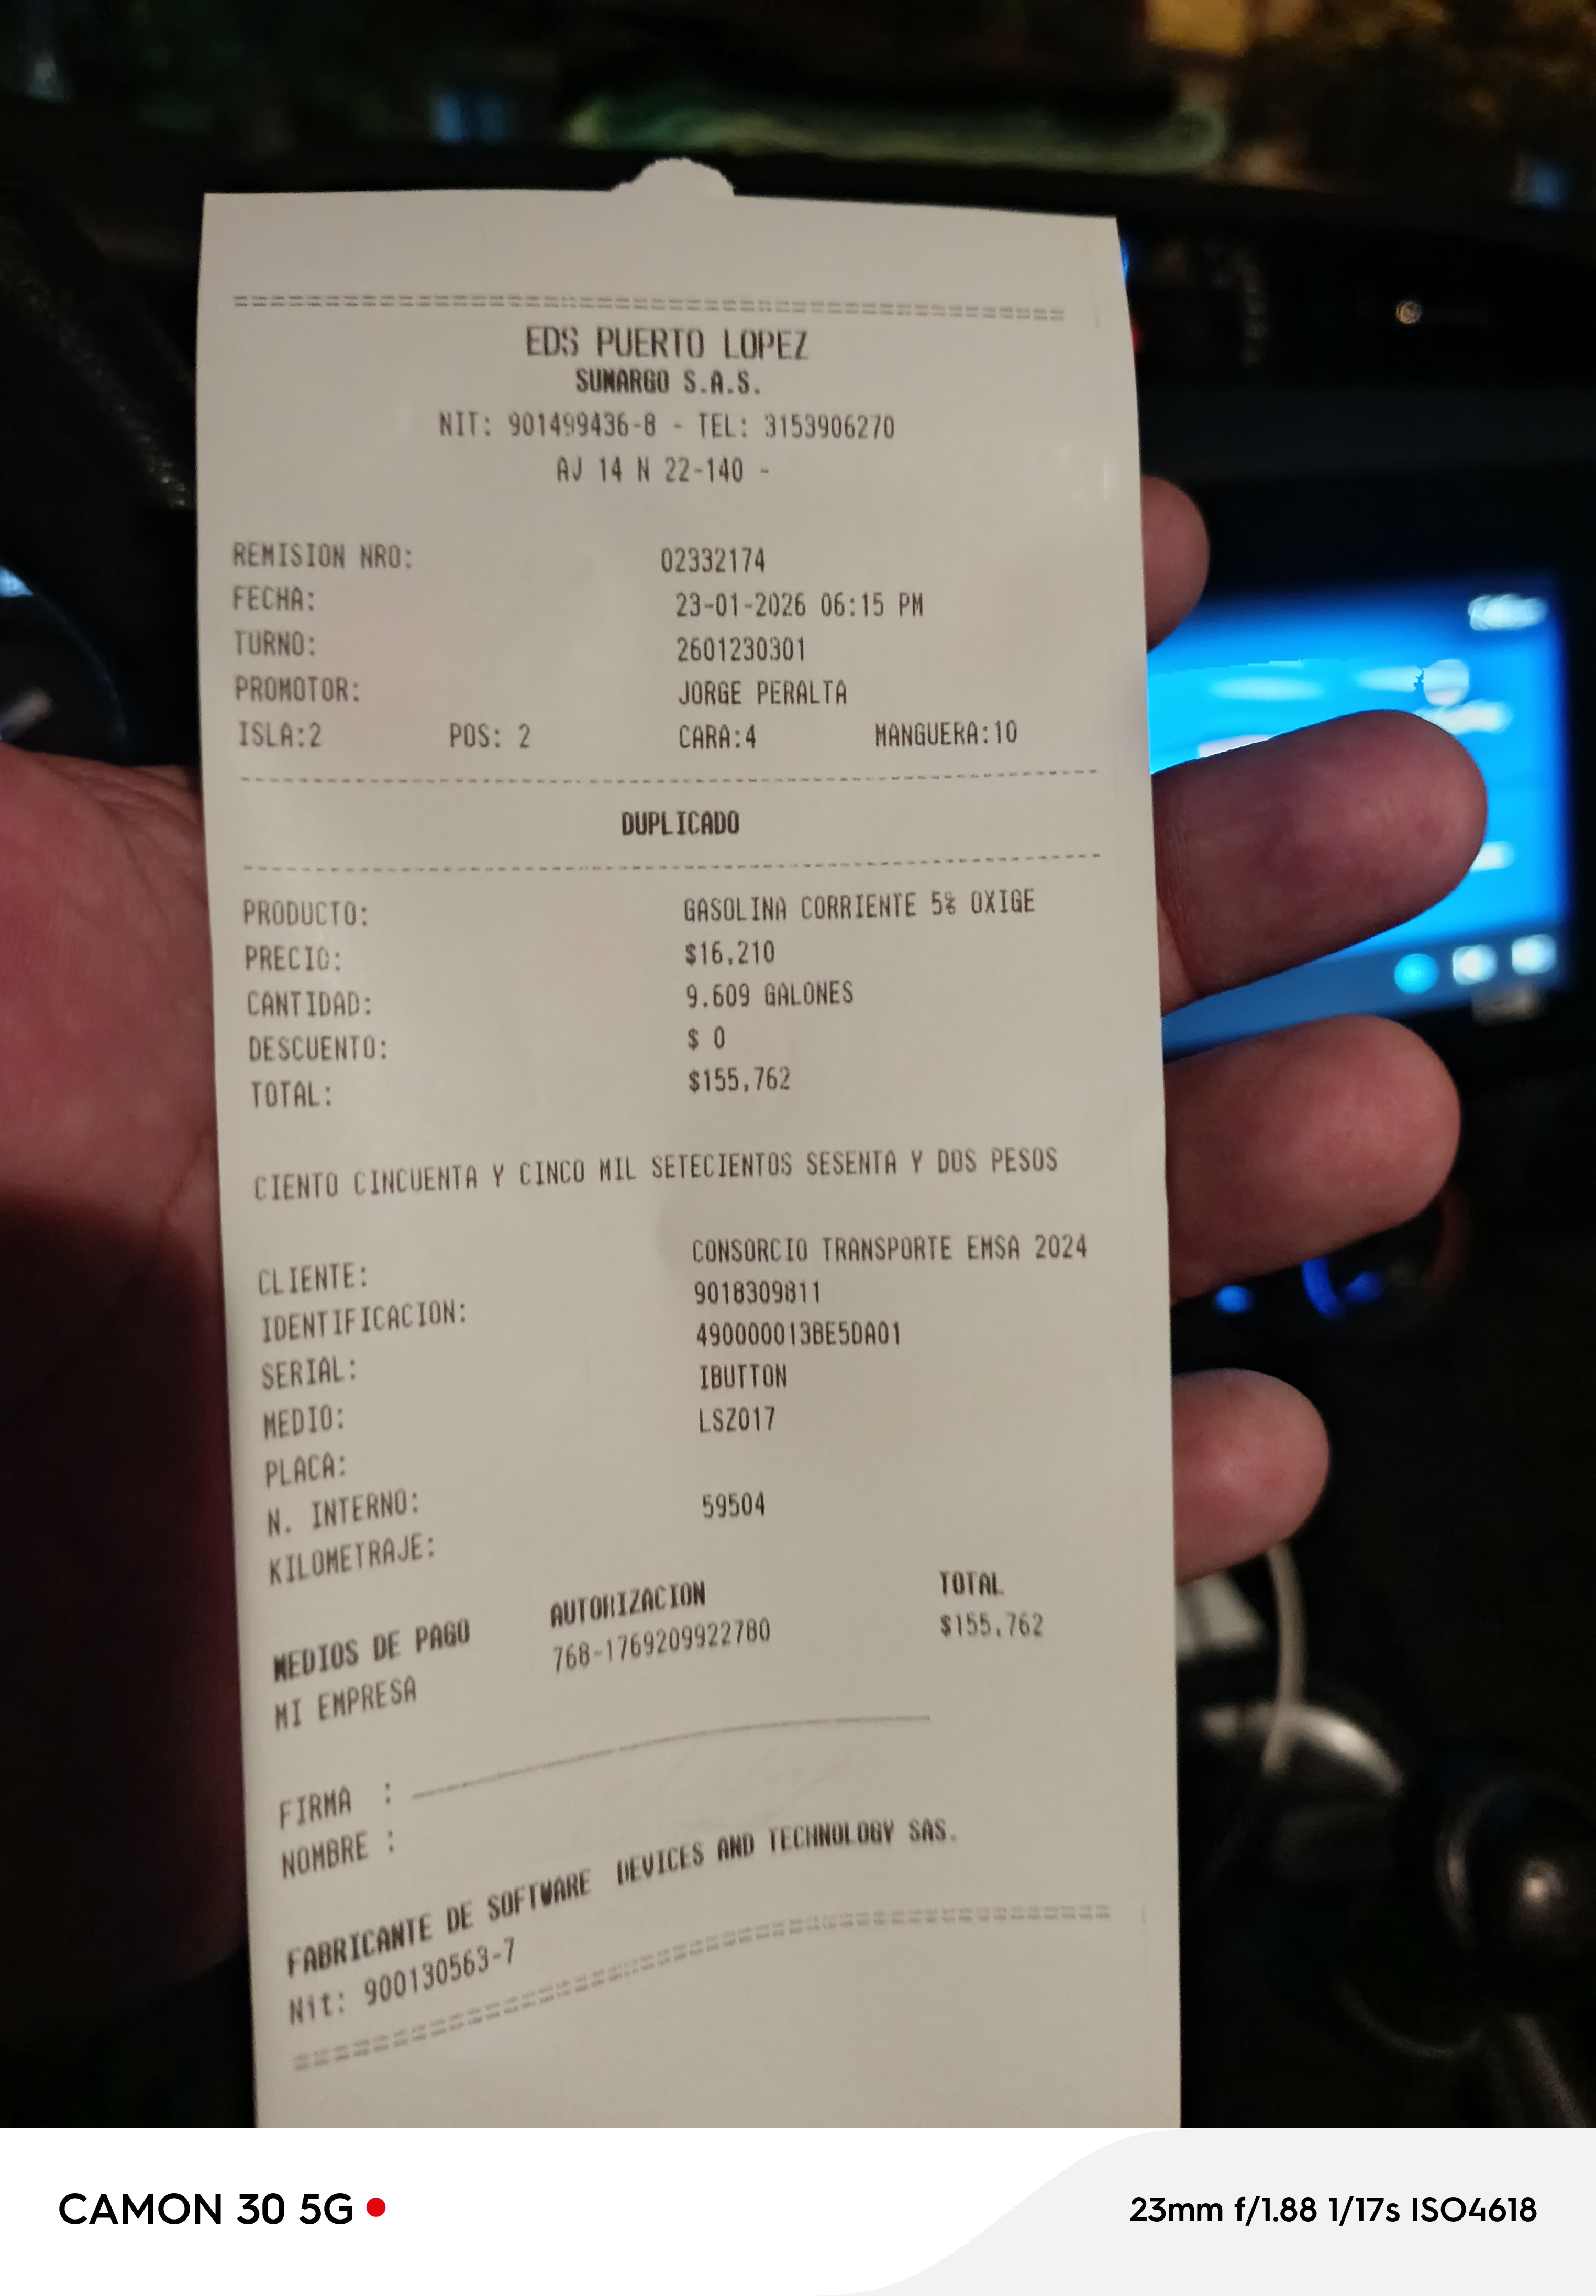 EDS PUERTO LOPEZ
SUMARGO S.A.S.
NIT: 901499436-8 - TEL: 3153906270
AJ 14 N 22-140 -
REMISION NRO: 02332174
FECHA: 23-01-2026 06:15 PM
TURNO: 2601230301
PROMOTOR: JORGE PERALTA
ISLA:2 POS: 2 CARA:4 MANGUERA:10
DUPLICADO
PRODUCTO: GASOLINA CORRIENTE 5% OXIGE
PRECIO: $16,210
CANTIDAD: 9.609 GALONES
DESCUENTO: $ 0
TOTAL: $155,762
CIENTO CINCUENTA Y CINCO MIL SETECIENTOS SESENTA Y DOS PESOS
CLIENTE: CONSORCIO TRANSPORTE EMSA 2024
IDENTIFICACION: 9018309811
SERIAL: 490000013BE5DA01
MEDIO: IBUTTON
PLACA: LSZ017
N. INTERNO:
KILOMETRAJE: 59504
MEDIOS DE PAGO AUTORIZACION TOTAL
MI EMPRESA 768-1769209922780 $155,762
FIRMA :
NOMBRE :
FABRICANTE DE SOFTWARE DEVICES AND TECHNOLOGY SAS.
Nit: 900130563-7
CAMON 30 5G
23mm f/1.88 1/17s ISO4618